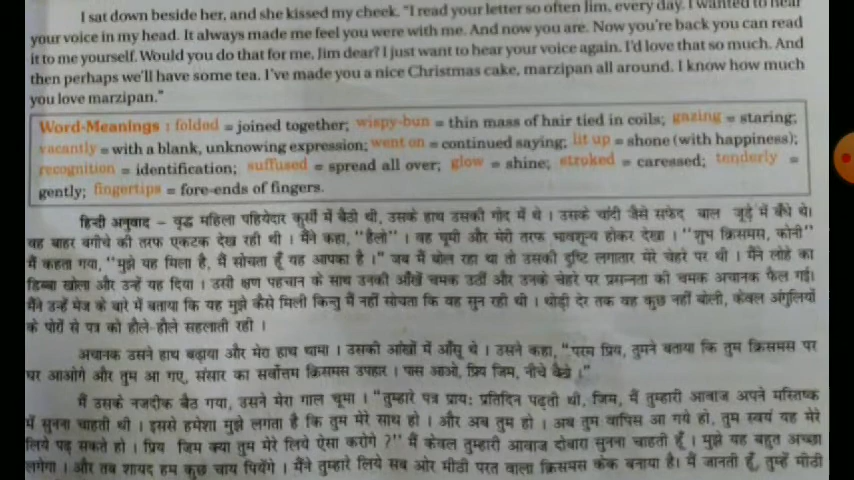 I sat down beside her, and she kissed my cheek. "I read your letter so often Jim, every day. I wanted to hear
your voice in my head. It always made me feel you were with me. And now you are. Now you're back you can read
it to me yourself. Would you do that for me, Jim dear? I just want to hear your voice again. I'd love that so much. And
then perhaps we'll have some tea. I've made you a nice Christmas cake, marzipan all around. I know how much
you love marzipan."
Word-Meanings : folded = joined together; wispy-bun = thin mass of hair tied in coils; gazing = staring;
vacantly = with a blank, unknowing expression; went on = continued saying; lit up = shone (with happiness);
recognition = identification; suffused = spread all over; glow = shine; stroked = caressed; tenderly =
gently; fingertips = fore-ends of fingers.
हिन्दी अनुवाद – वृद्ध महिला पहियेदार कुर्सी में बैठी थी, उसके हाथ उसकी गोद में थे । उसके चांदी जैसे सफेद बाल जूड़े में बँधे थे।
वह बाहर बगीचे की तरफ एकटक देख रही थी । मैंने कहा, "हैलो" । वह घूमी और मेरी तरफ भावशून्य होकर देखा । "शुभ क्रिसमस, कोनी"
मैं कहता गया, "मुझे यह मिला है, मैं सोचता हूँ यह आपका है ।" जब मैं बोल रहा था तो उसकी दृष्टि लगातार मेरे चेहरे पर थी । मैंने लोहे का
डिब्बा खोला और उन्हें यह दिया । उसी क्षण पहचान के साथ उनकी आँखें चमक उठीं और उनके चेहरे पर प्रसन्नता की चमक अचानक फैल गई।
मैंने उन्हें मेज के बारे में बताया कि यह मुझे कैसे मिली किन्तु मैं नहीं सोचता कि वह सुन रही थी । थोड़ी देर तक वह कुछ नहीं बोली, केवल अंगुलियों
के पोरों से पत्र को हौले-हौले सहलाती रही ।
अचानक उसने हाथ बढ़ाया और मेरा हाथ थामा । उसकी आंखों में आँसू थे । उसने कहा, "परम प्रिय, तुमने बताया कि तुम क्रिसमस पर
घर आओगे और तुम आ गए, संसार का सर्वोत्तम क्रिसमस उपहार । पास आओ, प्रिय जिम, नीचे बैठो ।"
मैं उसके नजदीक बैठ गया, उसने मेरा गाल चूमा । "तुम्हारे पत्र प्राय: प्रतिदिन पढ़ती थी, जिम, मैं तुम्हारी आवाज अपने मस्तिष्क
में सुनना चाहती थी । इससे हमेशा मुझे लगता है कि तुम मेरे साथ हो । और अब तुम हो । अब तुम वापिस आ गये हो, तुम स्वयं यह मेरे
लिये पढ़ सकते हो । प्रिय जिम क्या तुम मेरे लिये ऐसा करोगे ?" मैं केवल तुम्हारी आवाज दोबारा सुनना चाहती हूँ । मुझे यह बहुत अच्छा
लगेगा । और तब शायद हम कुछ चाय पियेंगे । मैंने तुम्हारे लिये सब ओर मीठी परत वाला क्रिसमस केक बनाया है। मैं जानती हूँ, तुम्हें मीठी